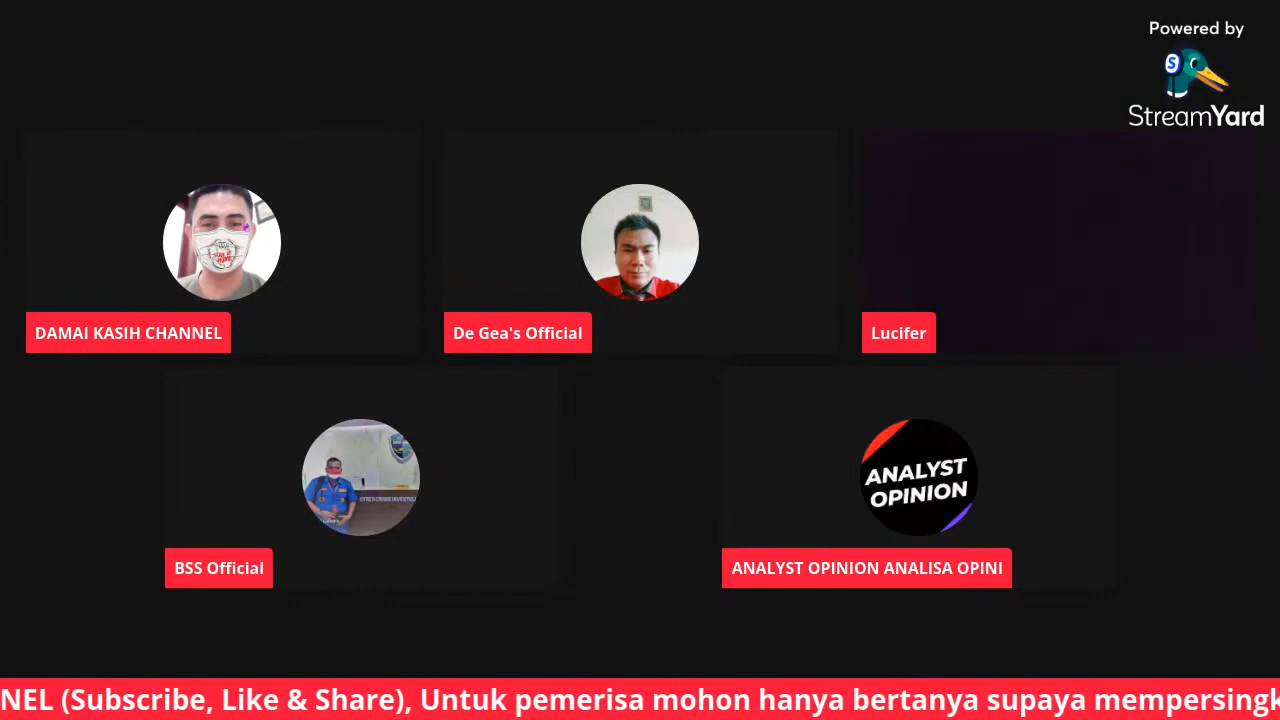 Powered by
StreamYard
DAMAI KASIH CHANNEL
De Gea's Official
Lucifer
ANALYST
OPINION
BSS Official
ANALYST OPINION ANALISA OPINI
NEL (Subscribe, Like & Share), Untuk pemerisa mohon hanya bertanya supaya mempersingk